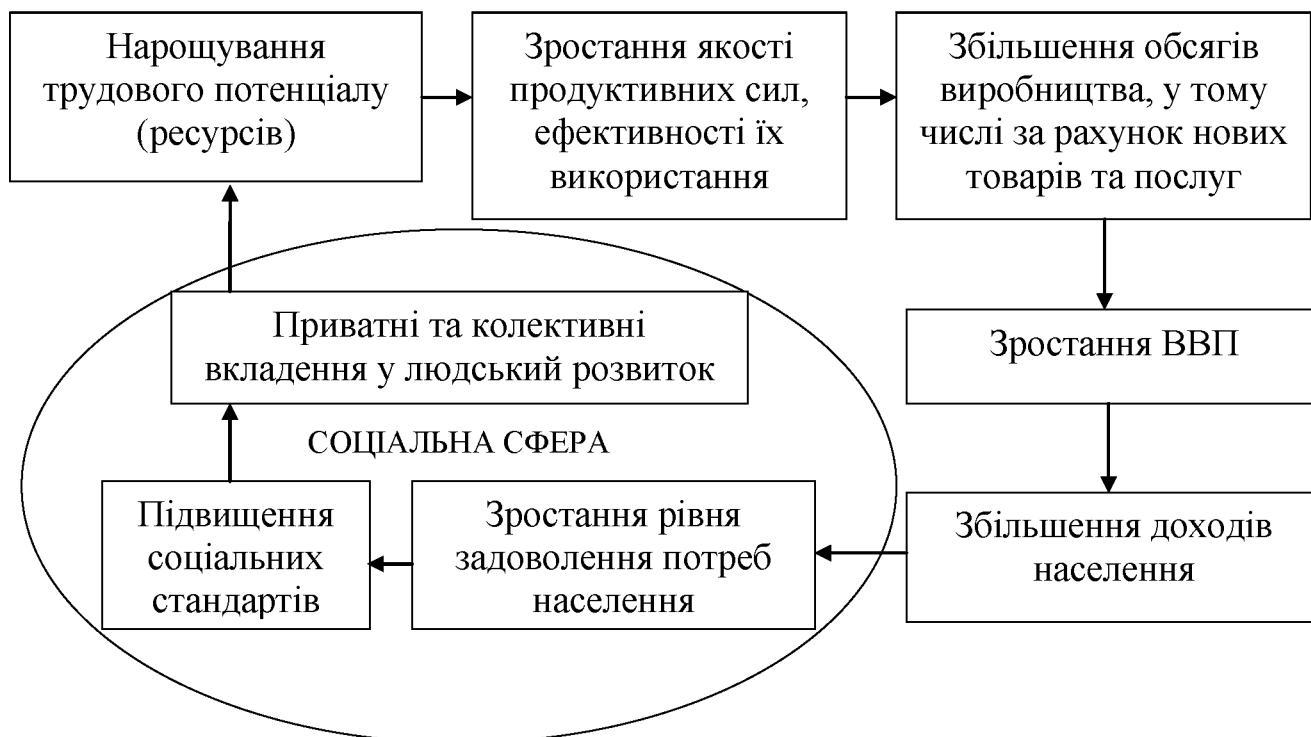 Нарощування
трудового потенціалу
(ресурсів)
Зростання якості
продуктивних сил,
ефективності їх
використання
Збільшення обсягів
виробництва, у тому
числі за рахунок нових
товарів та послуг
Приватні та колективні
вкладення у людський розвиток
Зростання ВВП
СОЦІАЛЬНА СФЕРА
Підвищення
соціальних
стандартів
Зростання рівня
задоволення потреб
населення
Збільшення доходів
населення